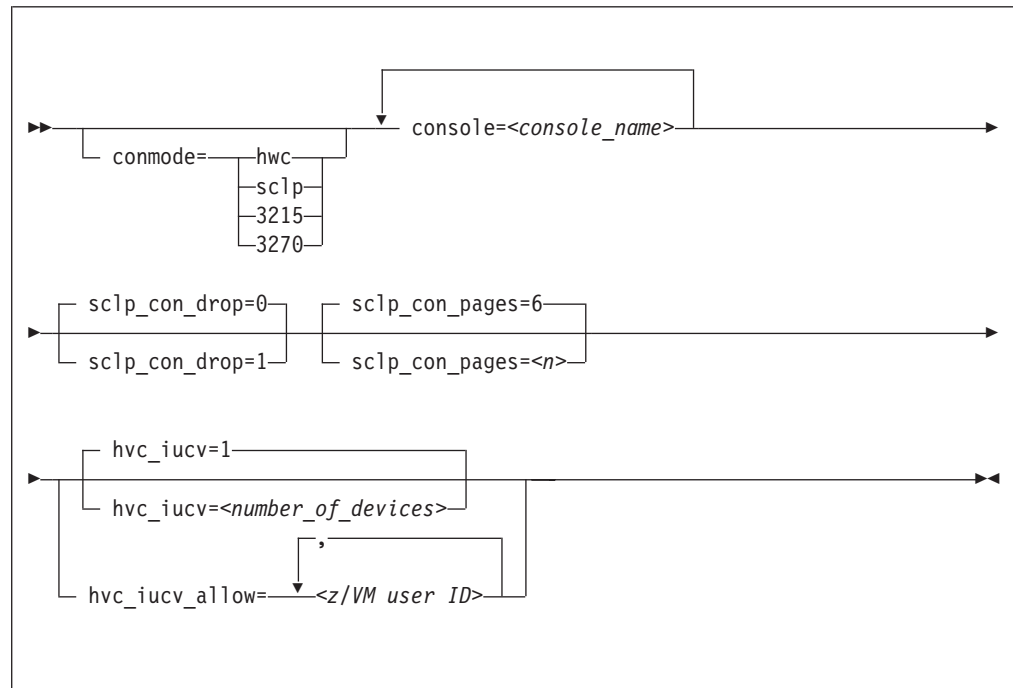 console=<console_name>
conmode= hwc
sclp
3215
3270
sclp_con_drop=0 sclp_con_pages=6
sclp_con_drop=1 sclp_con_pages=<n>
hvc_iucv=1
hvc_iucv=<number_of_devices>
,
hvc_iucv_allow= <z/VM user ID>